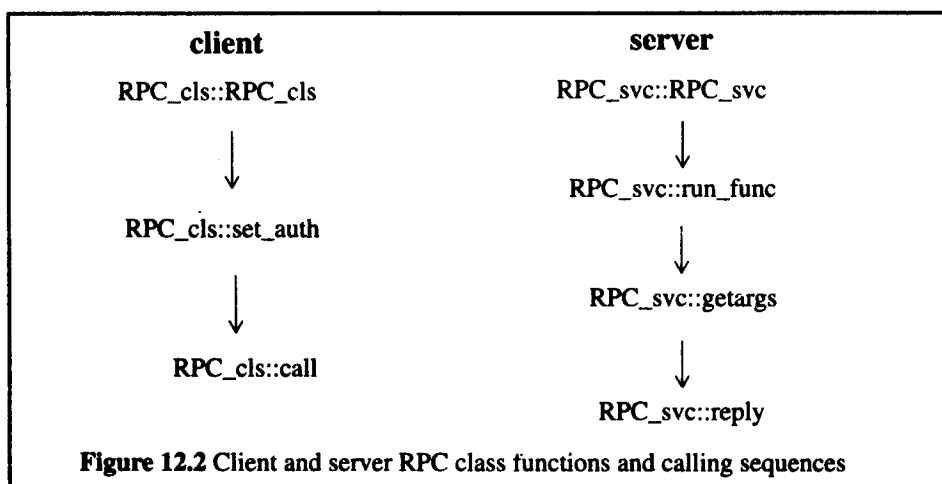 client
RPC_cls::RPC_cls
RPC_cls::set_auth
RPC_cls::call
server
RPC_svc::RPC_svc
RPC_svc::run_func
RPC_svc::getargs
RPC_svc::reply
Figure 12.2 Client and server RPC class functions and calling sequences